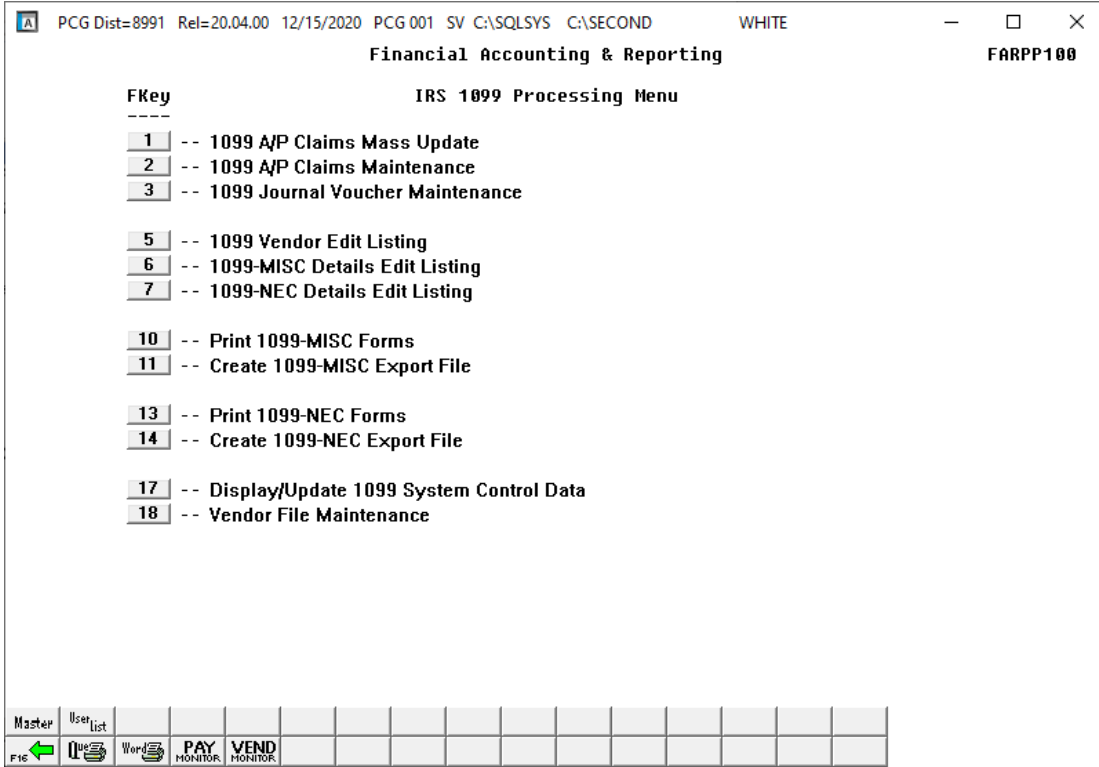 A PCG Dist=8991 Rel=20.04.00 12/15/2020 PCG 001 SV C:\SQLSYS C:\SECOND WHITE
Financial Accounting & Reporting FARPP100
FKey IRS 1099 Processing Menu
----
1 -- 1099 A/P Claims Mass Update
2 -- 1099 A/P Claims Maintenance
3 -- 1099 Journal Voucher Maintenance
5 -- 1099 Vendor Edit Listing
6 -- 1099-MISC Details Edit Listing
7 -- 1099-NEC Details Edit Listing
10 -- Print 1099-MISC Forms
11 -- Create 1099-MISC Export File
13 -- Print 1099-NEC Forms
14 -- Create 1099-NEC Export File
17 -- Display/Update 1099 System Control Data
18 -- Vendor File Maintenance
Master User List
F16 Que Word PAY MONITOR VEND MONITOR